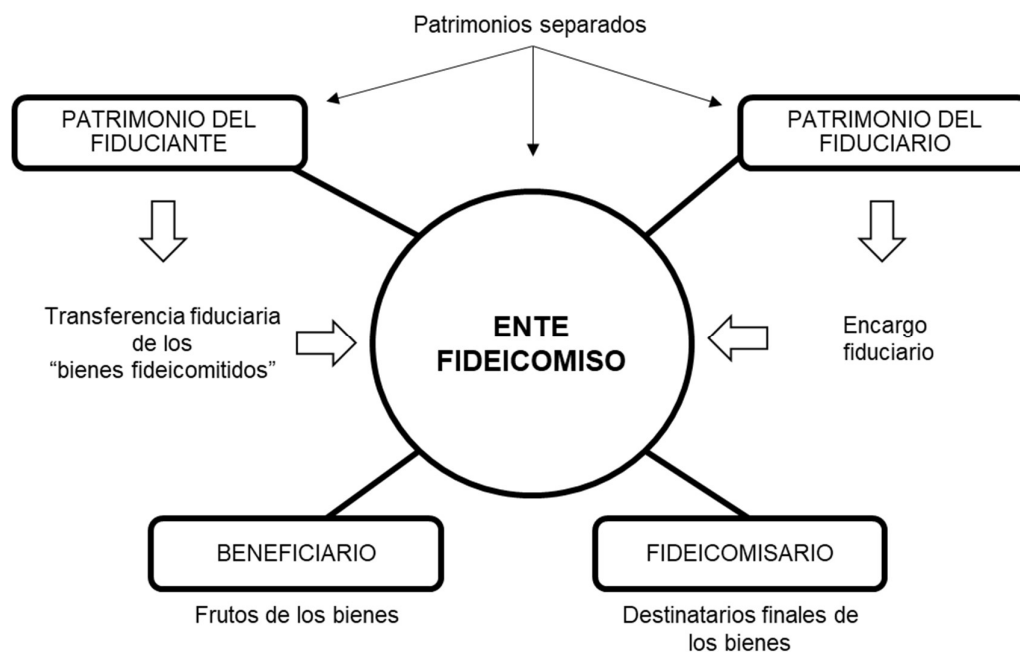 Patrimonios separados
PATRIMONIO DEL
FIDUCIANTE
PATRIMONIO DEL
FIDUCIARIO
Transferencia fiduciaria
de los
“bienes fideicomitidos”
ENTE
FIDEICOMISO
Encargo
fiduciario
BENEFICIARIO
FIDEICOMISARIO
Frutos de los bienes
Destinatarios finales de
los bienes